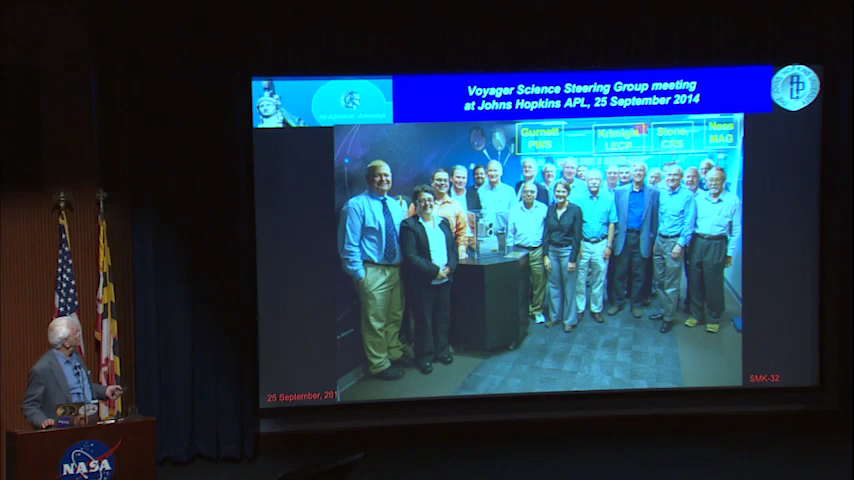 Voyager Science Steering Group meeting
at Johns Hopkins APL, 25 September 2014
Gurnett
PWS
Krimigis
LECP
Stone,
CRS
Ness
MAG
25 September, 201
SMK-32
NASA